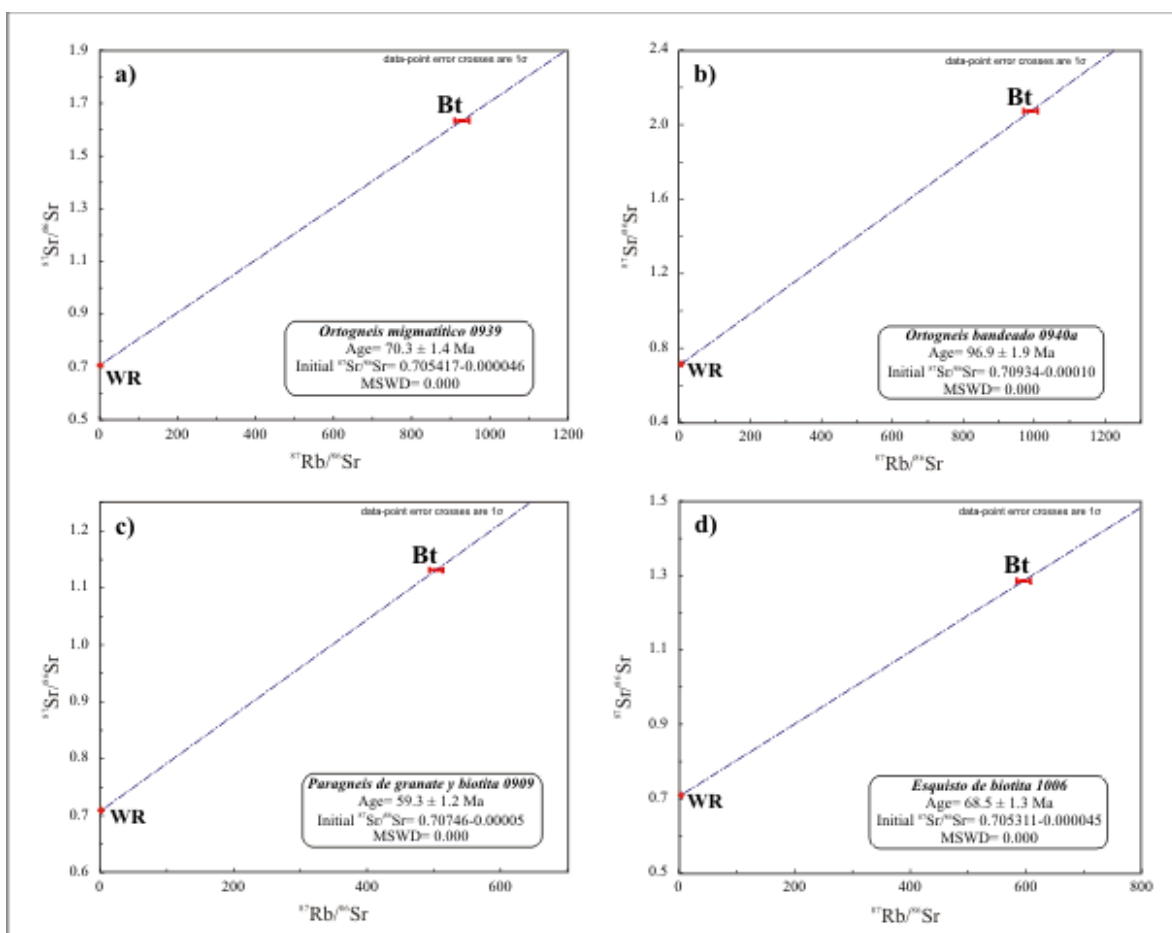 a)
data-point error crosses are 1σ
Bt
WR
1.9
1.7
1.5
1.3
1.1
0.9
0.7
0.5
⁸⁷Sr/⁸⁶Sr
Ortogneis migmatítico 0939
Age= 70.3 ± 1.4 Ma
Initial ⁸⁷Sr/⁸⁶Sr= 0.705417-0.000046
MSWD= 0.000
0 200 400 600 800 1000 1200
⁸⁷Rb/⁸⁶Sr
b)
data-point error crosses are 1σ
Bt
WR
2.4
2.0
1.6
1.2
0.8
0.4
⁸⁷Sr/⁸⁶Sr
Ortogneis bandeado 0940a
Age= 96.9 ± 1.9 Ma
Initial ⁸⁷Sr/⁸⁶Sr= 0.70934-0.00010
MSWD= 0.000
0 200 400 600 800 1000 1200
⁸⁷Rb/⁸⁶Sr
c)
data-point error crosses are 1σ
Bt
WR
1.2
1.1
1.0
0.9
0.8
0.7
0.6
⁸⁷Sr/⁸⁶Sr
Paragneis de granate y biotita 0909
Age= 59.3 ± 1.2 Ma
Initial ⁸⁷Sr/⁸⁶Sr= 0.70746-0.00005
MSWD= 0.000
0 200 400 600
⁸⁷Rb/⁸⁶Sr
d)
data-point error crosses are 1σ
Bt
WR
1.5
1.3
1.1
0.9
0.7
0.5
⁸⁷Sr/⁸⁶Sr
Esquisto de biotita 1006
Age= 68.5 ± 1.3 Ma
Initial ⁸⁷Sr/⁸⁶Sr= 0.705311-0.000045
MSWD= 0.000
0 200 400 600 800
⁸⁷Rb/⁸⁶Sr